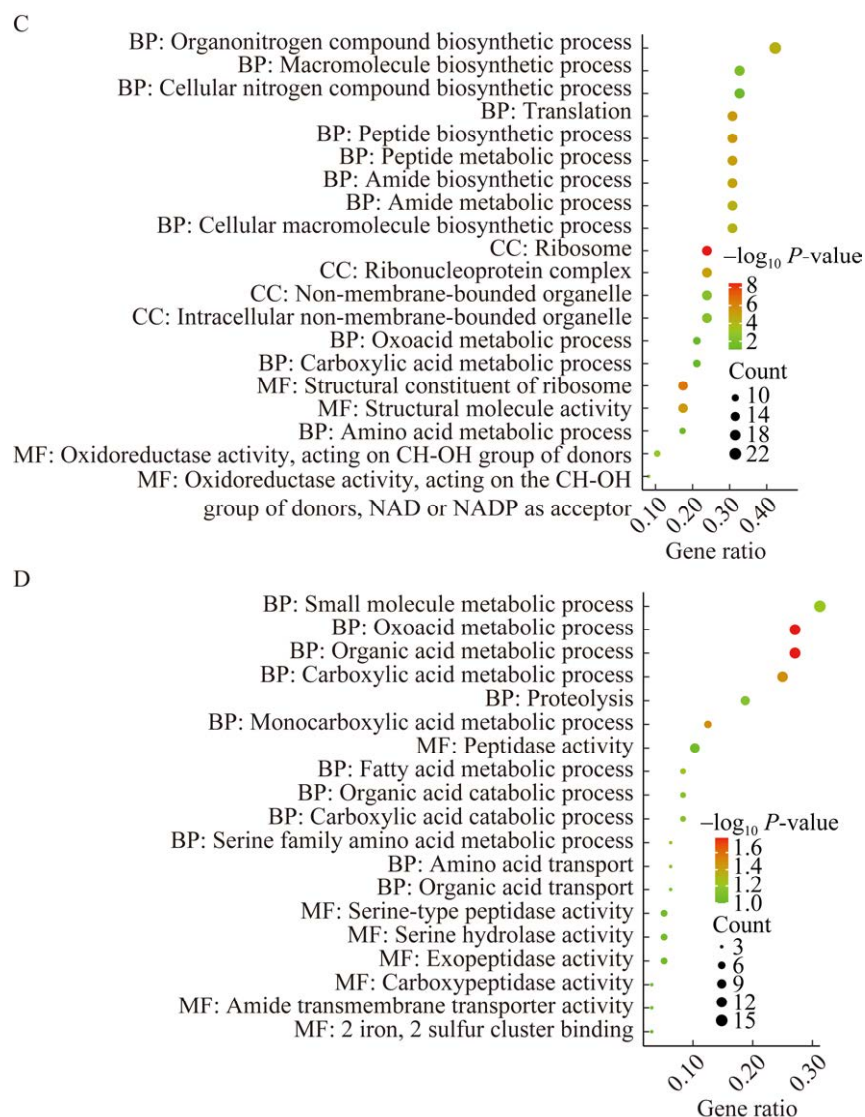 C
BP: Organonitrogen compound biosynthetic process
BP: Macromolecule biosynthetic process
BP: Cellular nitrogen compound biosynthetic process
BP: Translation
BP: Peptide biosynthetic process
BP: Peptide metabolic process
BP: Amide biosynthetic process
BP: Amide metabolic process
BP: Cellular macromolecule biosynthetic process
CC: Ribosome
CC: Ribonucleoprotein complex
CC: Non-membrane-bounded organelle
CC: Intracellular non-membrane-bounded organelle
BP: Oxoacid metabolic process
BP: Carboxylic acid metabolic process
MF: Structural constituent of ribosome
MF: Structural molecule activity
BP: Amino acid metabolic process
MF: Oxidoreductase activity, acting on CH-OH group of donors
MF: Oxidoreductase activity, acting on the CH-OH
group of donors, NAD or NADP as acceptor
−log₁₀ P-value
8
6
4
2
Count
10
14
18
22
0.10 0.20 0.30 0.40
Gene ratio
D
BP: Small molecule metabolic process
BP: Oxoacid metabolic process
BP: Organic acid metabolic process
BP: Carboxylic acid metabolic process
BP: Proteolysis
BP: Monocarboxylic acid metabolic process
MF: Peptidase activity
BP: Fatty acid metabolic process
BP: Organic acid catabolic process
BP: Carboxylic acid catabolic process
BP: Serine family amino acid metabolic process
BP: Amino acid transport
BP: Organic acid transport
MF: Serine-type peptidase activity
MF: Serine hydrolase activity
MF: Exopeptidase activity
MF: Carboxypeptidase activity
MF: Amide transmembrane transporter activity
MF: 2 iron, 2 sulfur cluster binding
−log₁₀ P-value
1.6
1.4
1.2
1.0
Count
3
6
9
12
15
0.10 0.20 0.30
Gene ratio